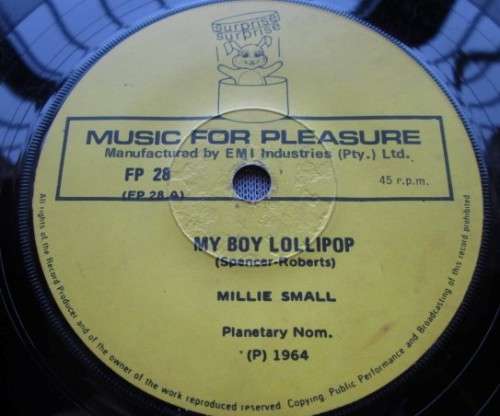 surprise
surprise
MUSIC FOR PLEASURE
Manufactured by EMI Industries (Pty.) Ltd.
FP 28
45 r.p.m.
(FP 28 A)
MY BOY LOLLIPOP
(Spencer-Roberts)
MILLIE SMALL
Planetary Nom.
(P) 1964
All rights of the Record Producer and of the owner of the work reproduced reserved. Copying, Public Performance and Broadcasting of this record prohibited